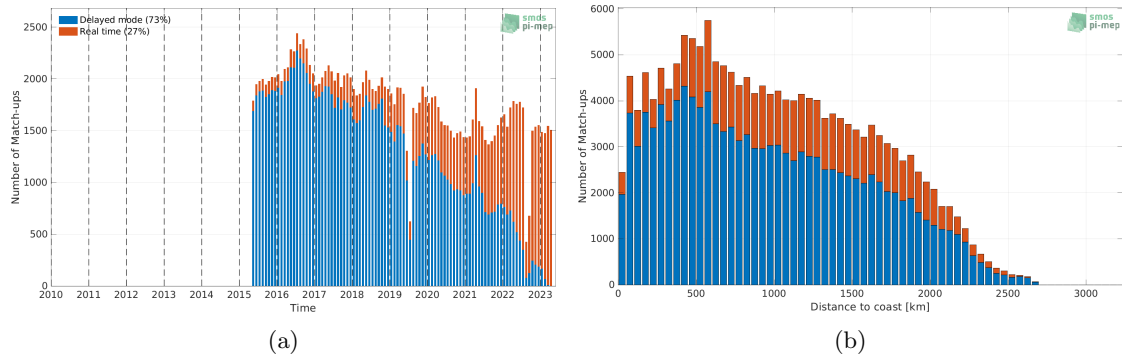 Delayed mode (73%)
Real time (27%)
smos
pi-mep
Number of Match-ups
2500
2000
1500
1000
500
0
2010 2011 2012 2013 2014 2015 2016 2017 2018 2019 2020 2021 2022 2023
Time
(a)
smos
pi-mep
Number of Match-ups
6000
5000
4000
3000
2000
1000
0
0 500 1000 1500 2000 2500 3000
Distance to coast [km]
(b)